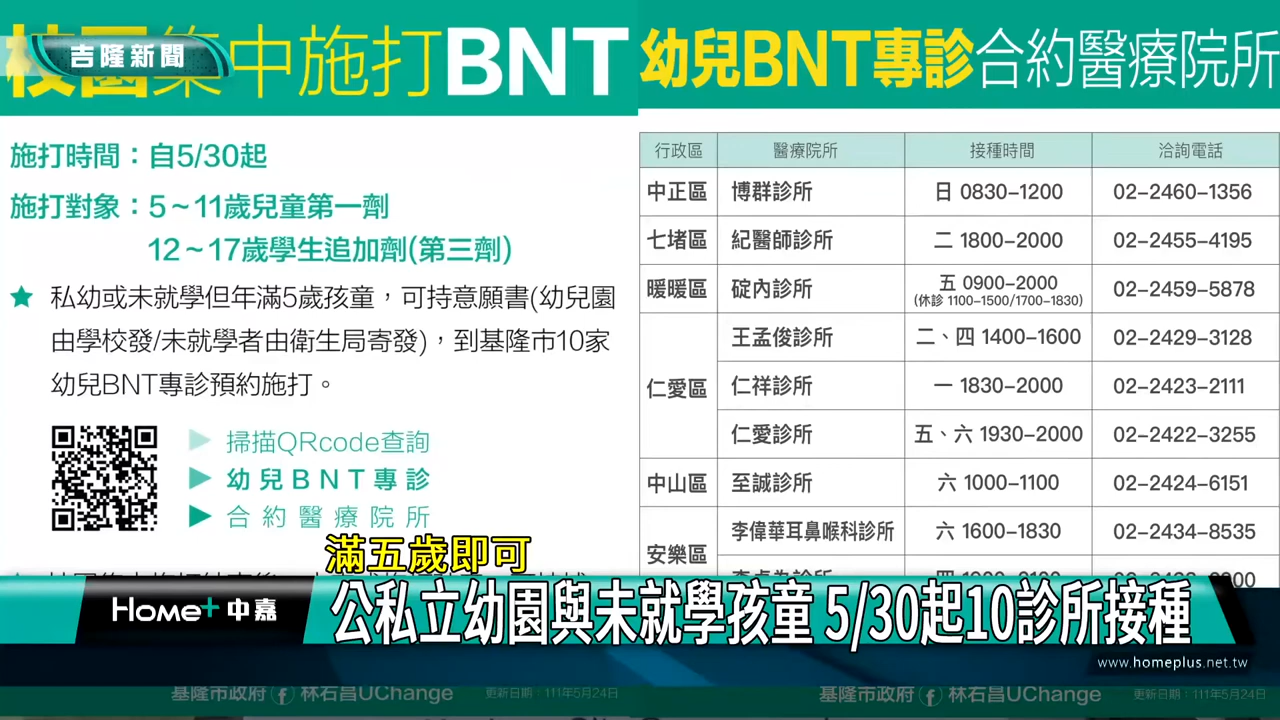 吉隆新聞
校園集中施打BNT
施打時間：自5/30起
施打對象：5～11歲兒童第一劑
12～17歲學生追加劑(第三劑)
★ 私幼或未就學但年滿5歲孩童，可持意願書(幼兒園
由學校發/未就學者由衛生局寄發)，到基隆市10家
幼兒BNT專診預約施打。
掃描QRcode查詢
幼兒BNT專診
合約醫療院所
幼兒BNT專診合約醫療院所
行政區 醫療院所 接種時間 洽詢電話
中正區 博群診所 日 0830-1200 02-2460-1356
七堵區 紀醫師診所 二 1800-2000 02-2455-4195
暖暖區 碇內診所 五 0900-2000 (休診 1100-1500/1700-1830) 02-2459-5878
仁愛區 王孟俊診所 二、四 1400-1600 02-2429-3128
仁祥診所 一 1830-2000 02-2423-2111
仁愛診所 五、六 1930-2000 02-2422-3255
中山區 至誠診所 六 1000-1100 02-2424-6151
安樂區 李偉華耳鼻喉科診所 六 1600-1830 02-2434-8535
滿五歲即可
Home+中嘉
公私立幼園與未就學孩童 5/30起10診所接種
www.homeplus.net.tw
基隆市政府 林右昌UChange 更新日期：111年5月24日
基隆市政府 林右昌UChange 更新日期：111年5月24日